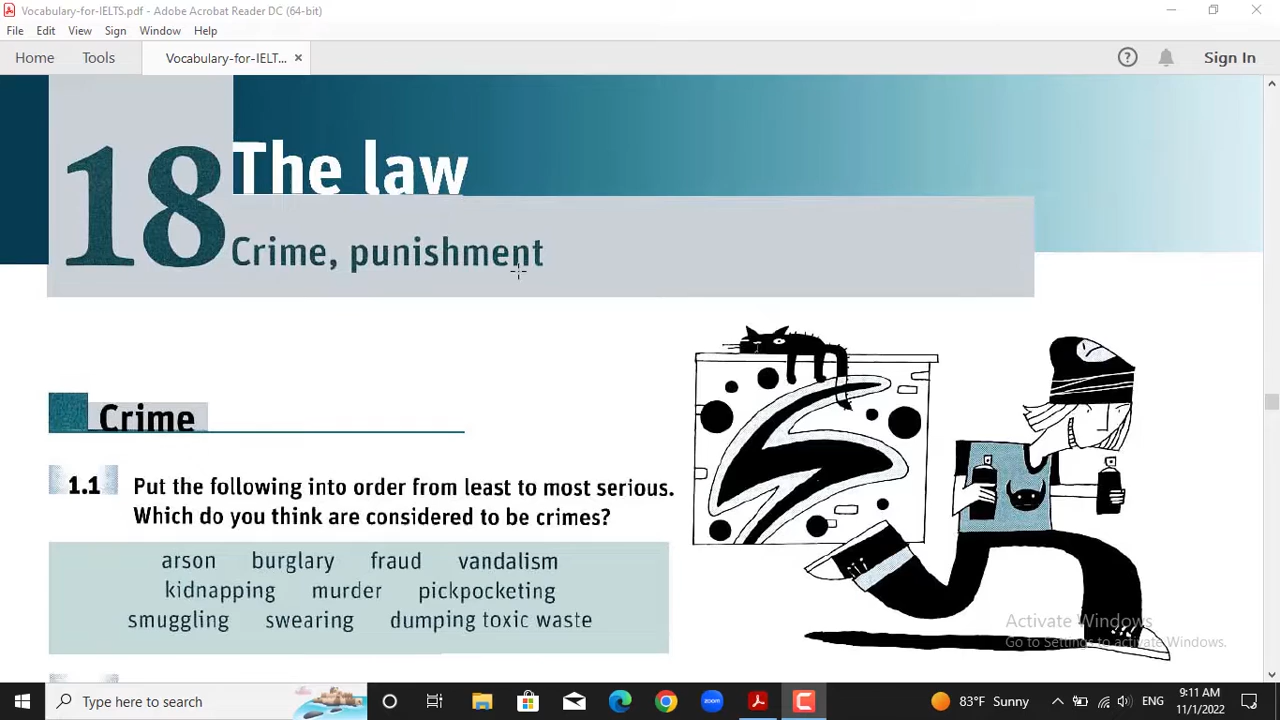 Vocabulary-for-IELTS.pdf - Adobe Acrobat Reader DC (64-bit)
File Edit View Sign Window Help
Home Tools Vocabulary-for-IELT... × Sign In
18 The law
Crime, punishment
Crime
1.1 Put the following into order from least to most serious.
Which do you think are considered to be crimes?
arson burglary fraud vandalism
kidnapping murder pickpocketing
smuggling swearing dumping toxic waste
Activate Windows
Go to Settings to activate Windows.
Type here to search
zoom
83°F Sunny
ENG
9:11 AM
11/1/2022